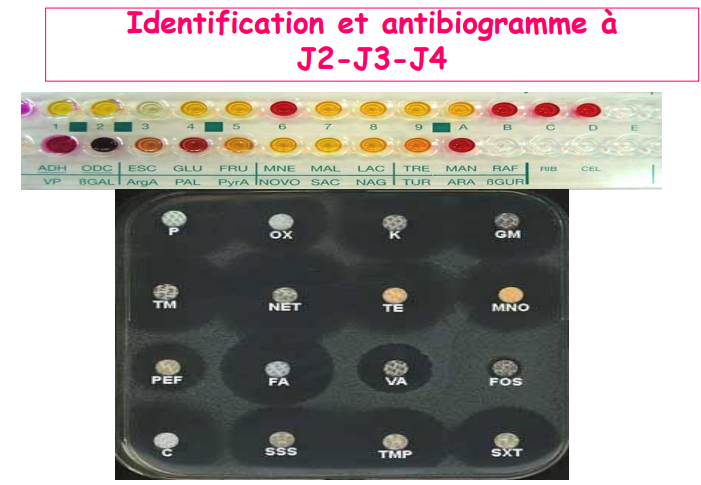 Identification et antibiogramme à
J2-J3-J4
1 2 3 4 5 6 7 8 9 A B C D E
ADH ODC ESC GLU FRU MNE MAL LAC TRE MAN RAF RIB CEL
VP βGAL ArgA PAL PyrA NOVO SAC NAG TUR ARA βGUR
P OX K GM
TM NET TE MNO
PEF FA VA FOS
C SSS TMP SXT